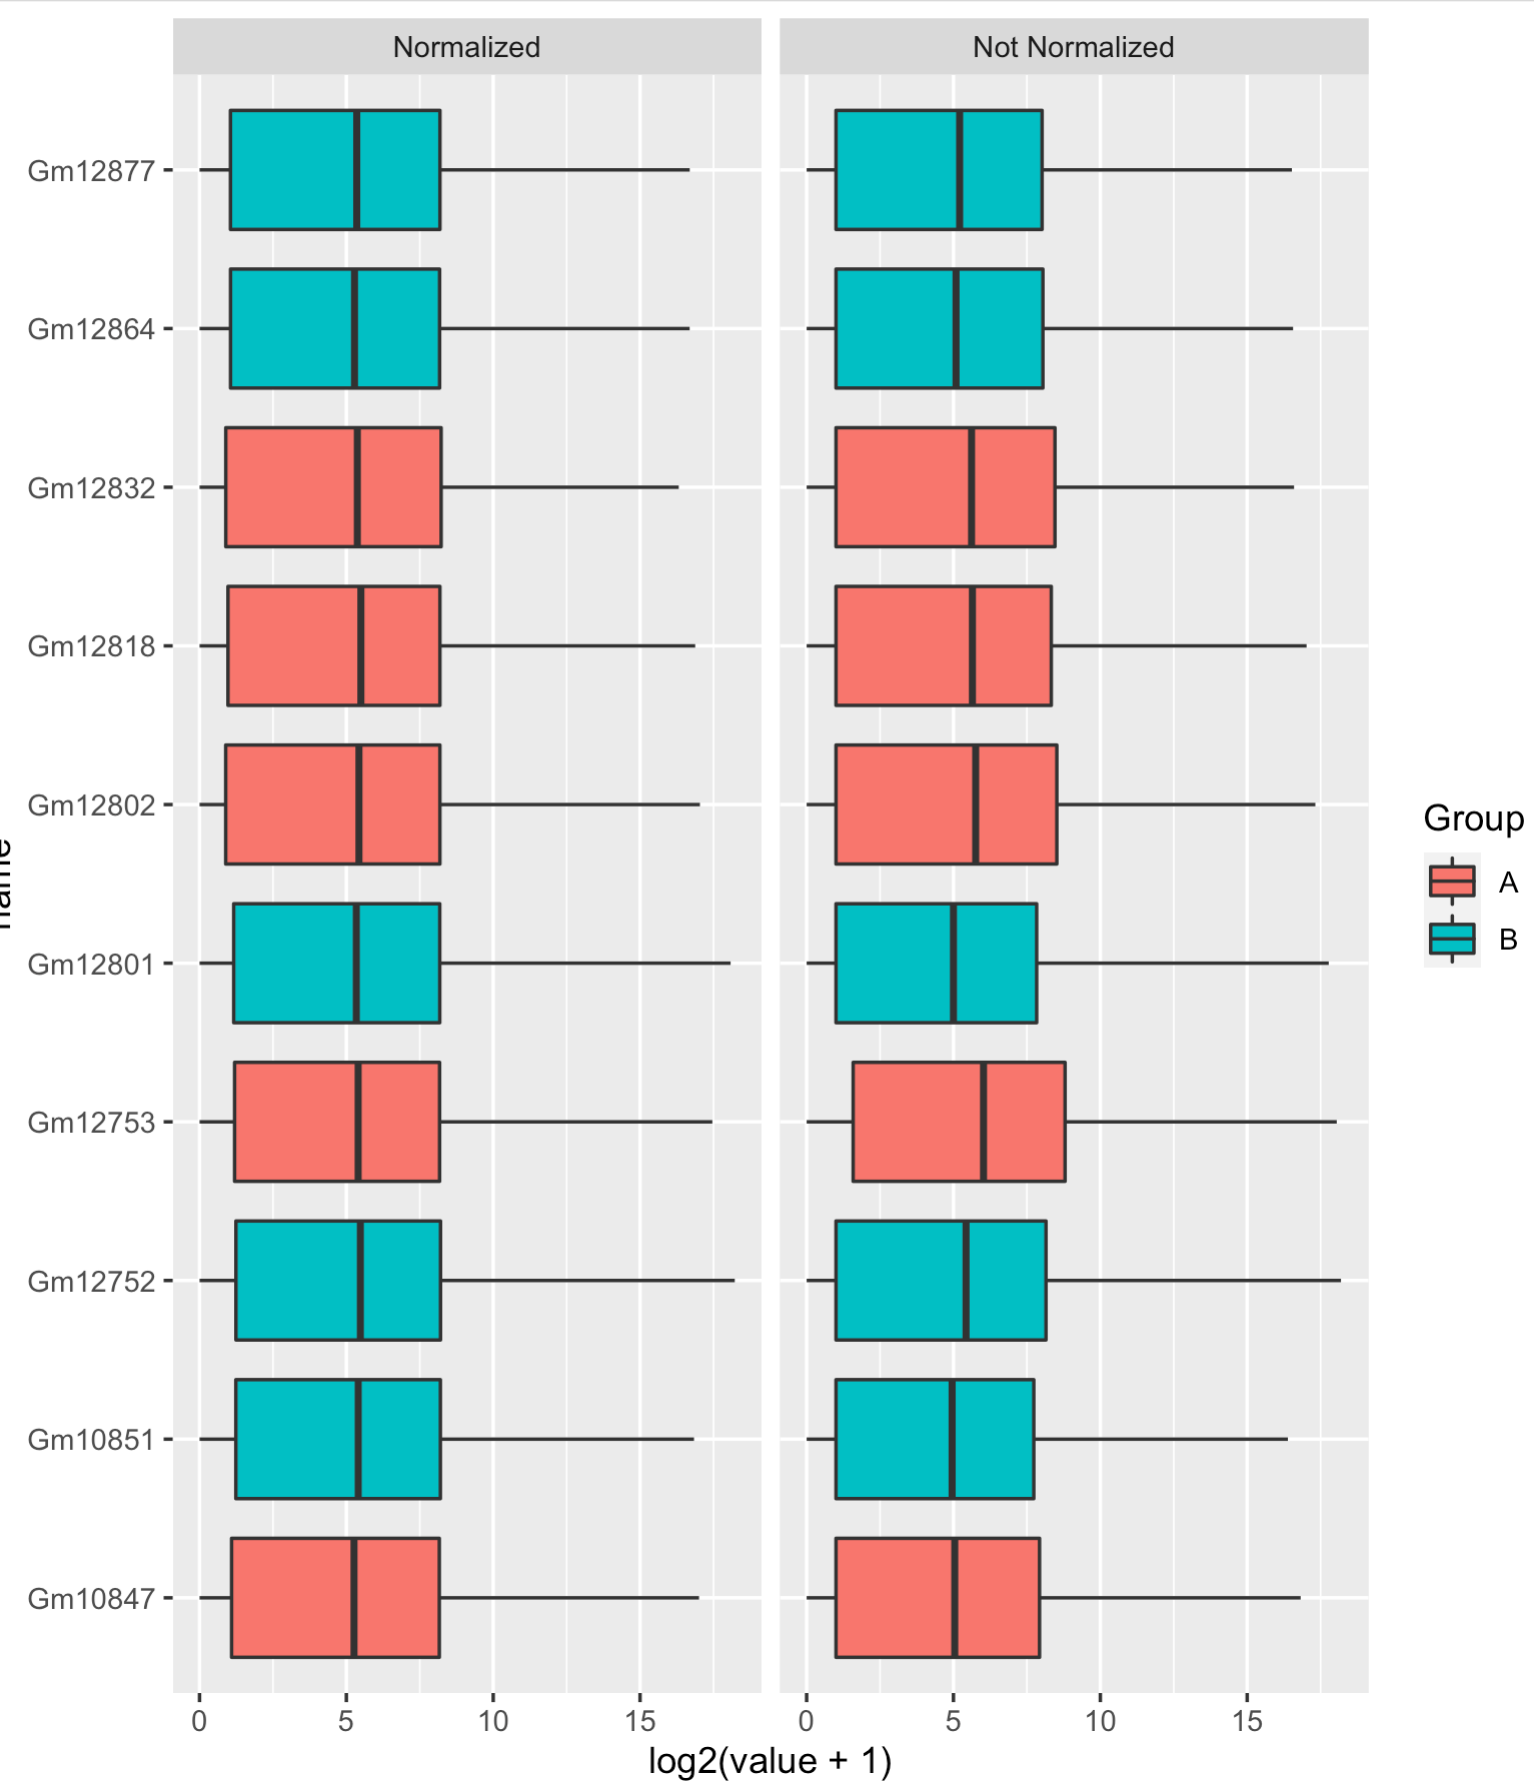 Normalized
Not Normalized
Gm12877
Gm12864
Gm12832
Gm12818
Gm12802
Gm12801
Gm12753
Gm12752
Gm10851
Gm10847
0 5 10 15
0 5 10 15
log2(value + 1)
Group
A
B